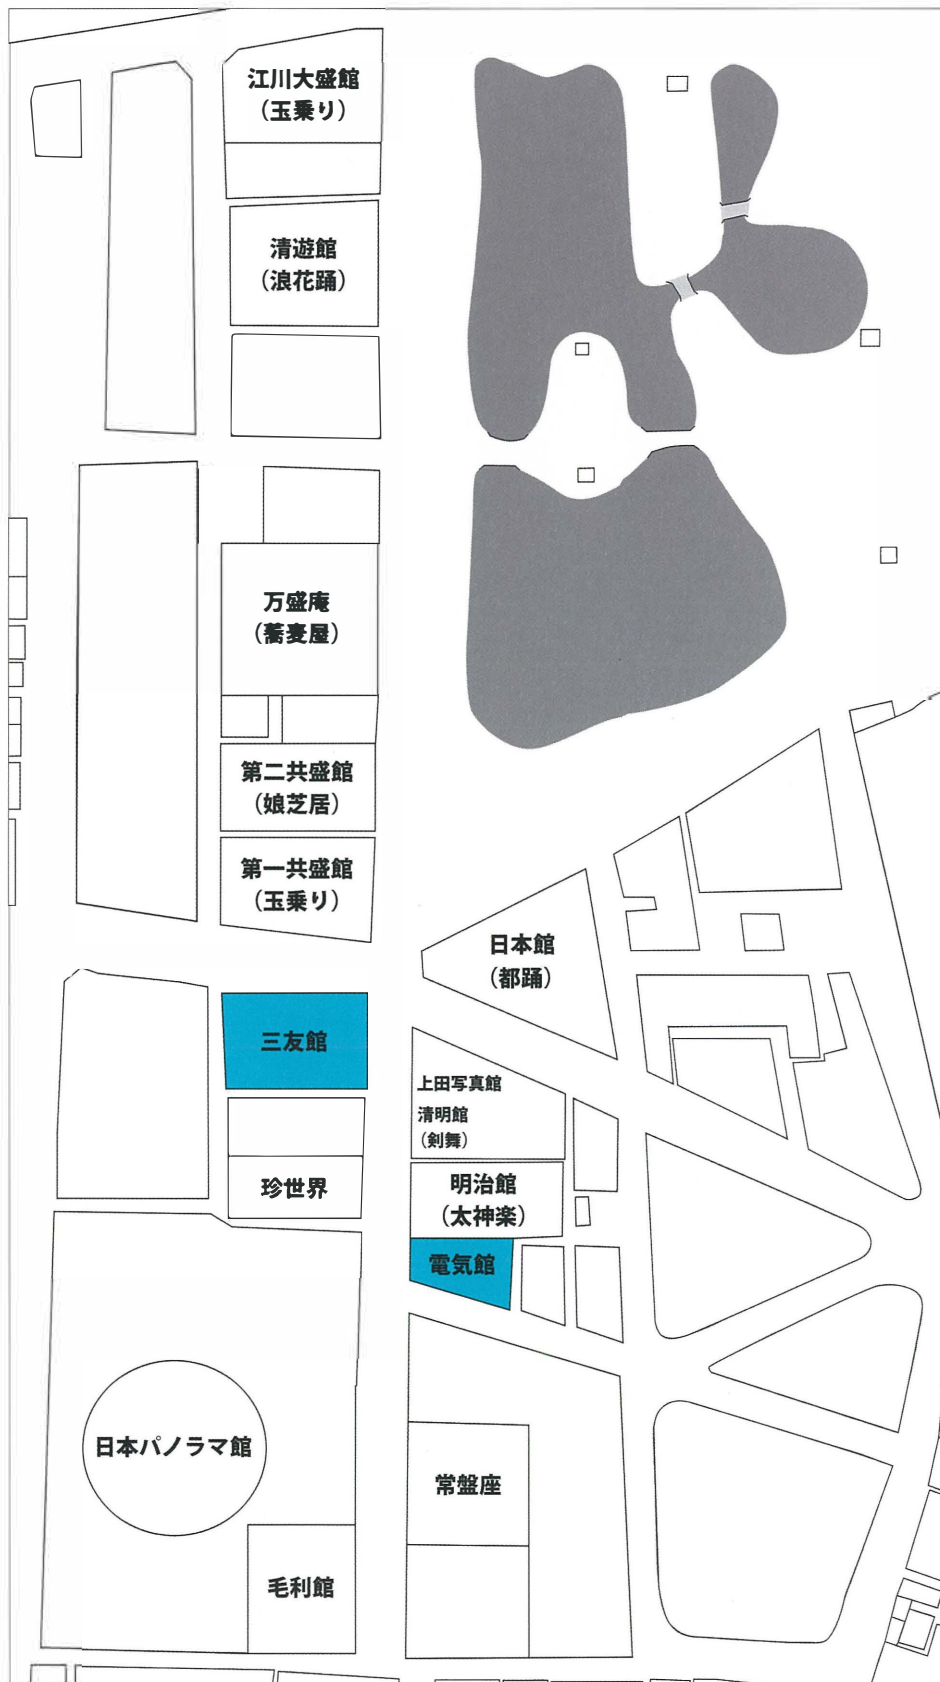 江川大盛館
（玉乗り）
清遊館
（浪花踊）
万盛庵
（蕎麦屋）
第二共盛館
（娘芝居）
第一共盛館
（玉乗り）
日本館
（都踊）
三友館
上田写真館
清明館
（剣舞）
珍世界
明治館
（太神楽）
電気館
日本パノラマ館
常盤座
毛利館